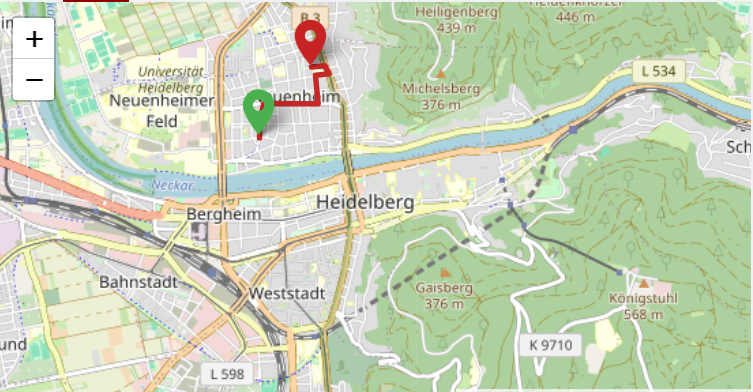 +
−
B 3
Heiligenberg
439 m
446 m
Universität
Heidelberg
Neuenheimer
Feld
Michelsberg
376 m
L 534
Neckar
Bergheim
Heidelberg
Bahnstadt
Weststadt
Gaisberg
376 m
Königstuhl
568 m
K 9710
L 598